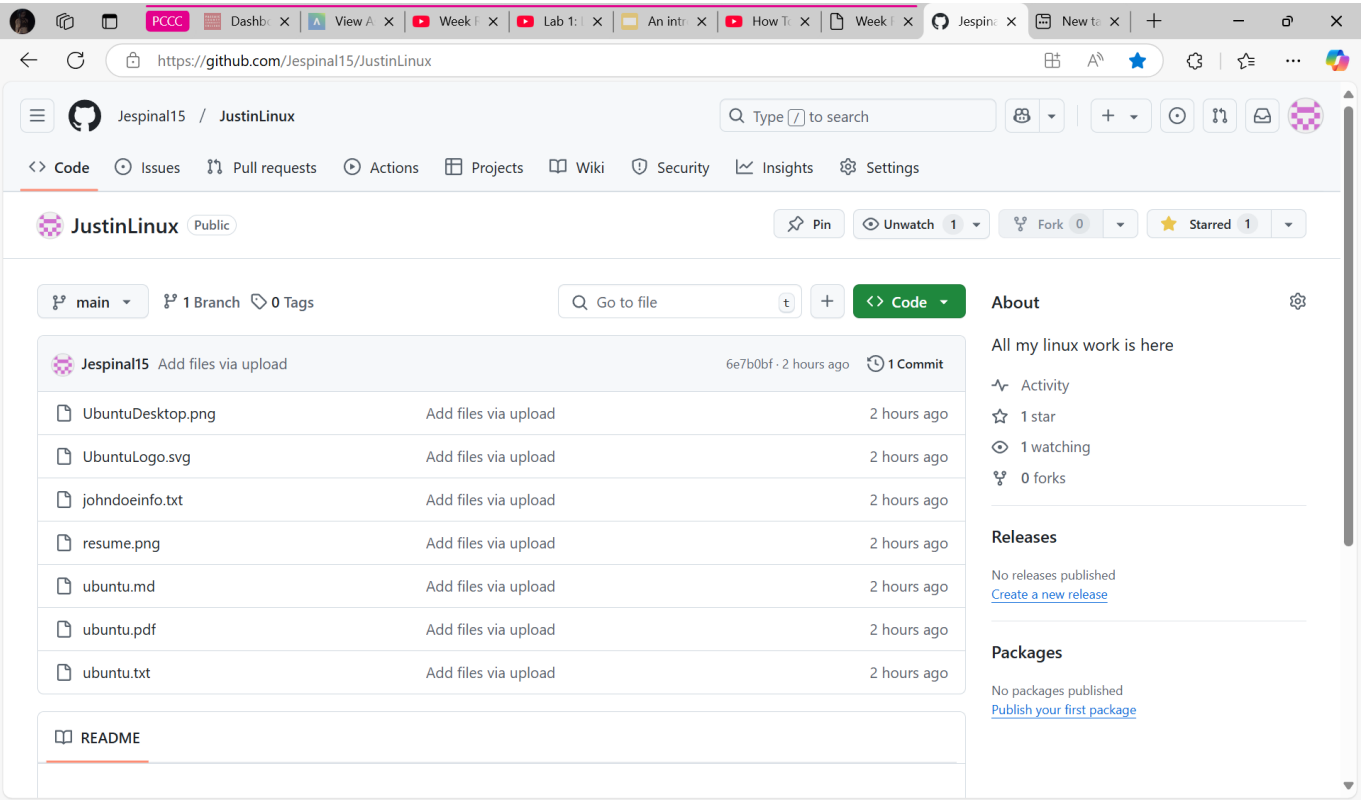 PCCC Dashbo View A Week F Lab 1: An intr How To Week F Jespina New ta
https://github.com/Jespinal15/JustinLinux
Jespinal15 / JustinLinux Type / to search
Code Issues Pull requests Actions Projects Wiki Security Insights Settings
JustinLinux Public Pin Unwatch 1 Fork 0 Starred 1
main 1 Branch 0 Tags Go to file t Code
About
Jespinal15 Add files via upload 6e7b0bf · 2 hours ago 1 Commit
All my linux work is here
UbuntuDesktop.png Add files via upload 2 hours ago
UbuntuLogo.svg Add files via upload 2 hours ago
johndoeinfo.txt Add files via upload 2 hours ago
resume.png Add files via upload 2 hours ago
ubuntu.md Add files via upload 2 hours ago
ubuntu.pdf Add files via upload 2 hours ago
ubuntu.txt Add files via upload 2 hours ago
README
Activity
1 star
1 watching
0 forks
Releases
No releases published
Create a new release
Packages
No packages published
Publish your first package